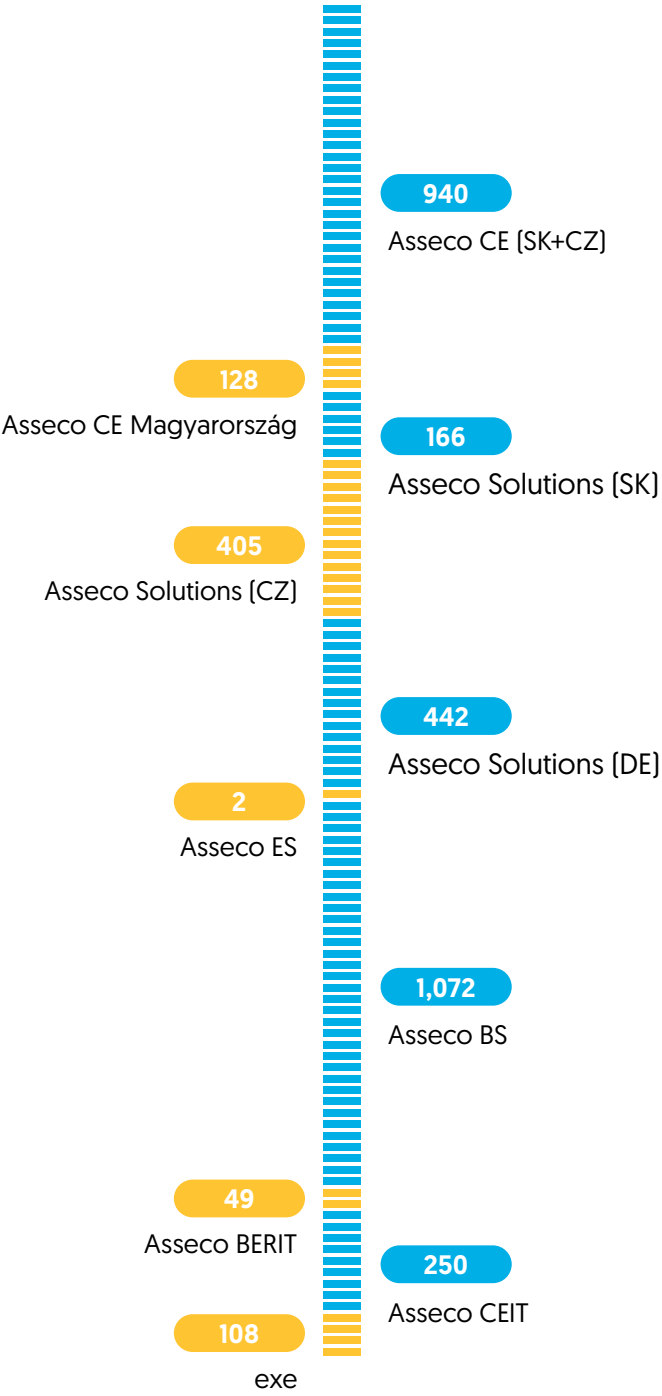 940
Asseco CE (SK+CZ)
128
Asseco CE Magyarország
166
Asseco Solutions (SK)
405
Asseco Solutions (CZ)
442
Asseco Solutions (DE)
2
Asseco ES
1,072
Asseco BS
49
Asseco BERIT
250
Asseco CEIT
108
exe